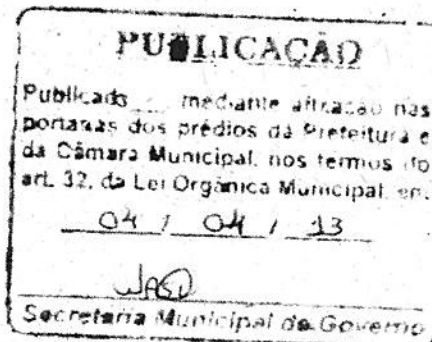 PUBLICAÇÃO
Publicado mediante afixação nas
portarias dos prédios da Prefeitura e
da Câmara Municipal, nos termos do
art. 32, da Lei Orgânica Municipal, em.
04 / 04 / 13
Secretaria Municipal de Governo